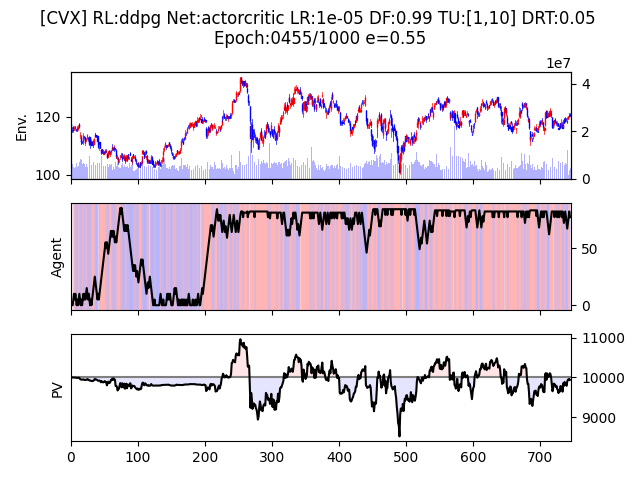 [CVX] RL:ddpg Net:actorcritic LR:1e-05 DF:0.99 TU:[1,10] DRT:0.05
Epoch:0455/1000 e=0.55
1e7
Env.
120
100
4
2
0
Agent
50
0
PV
11000
10000
9000
0 100 200 300 400 500 600 700